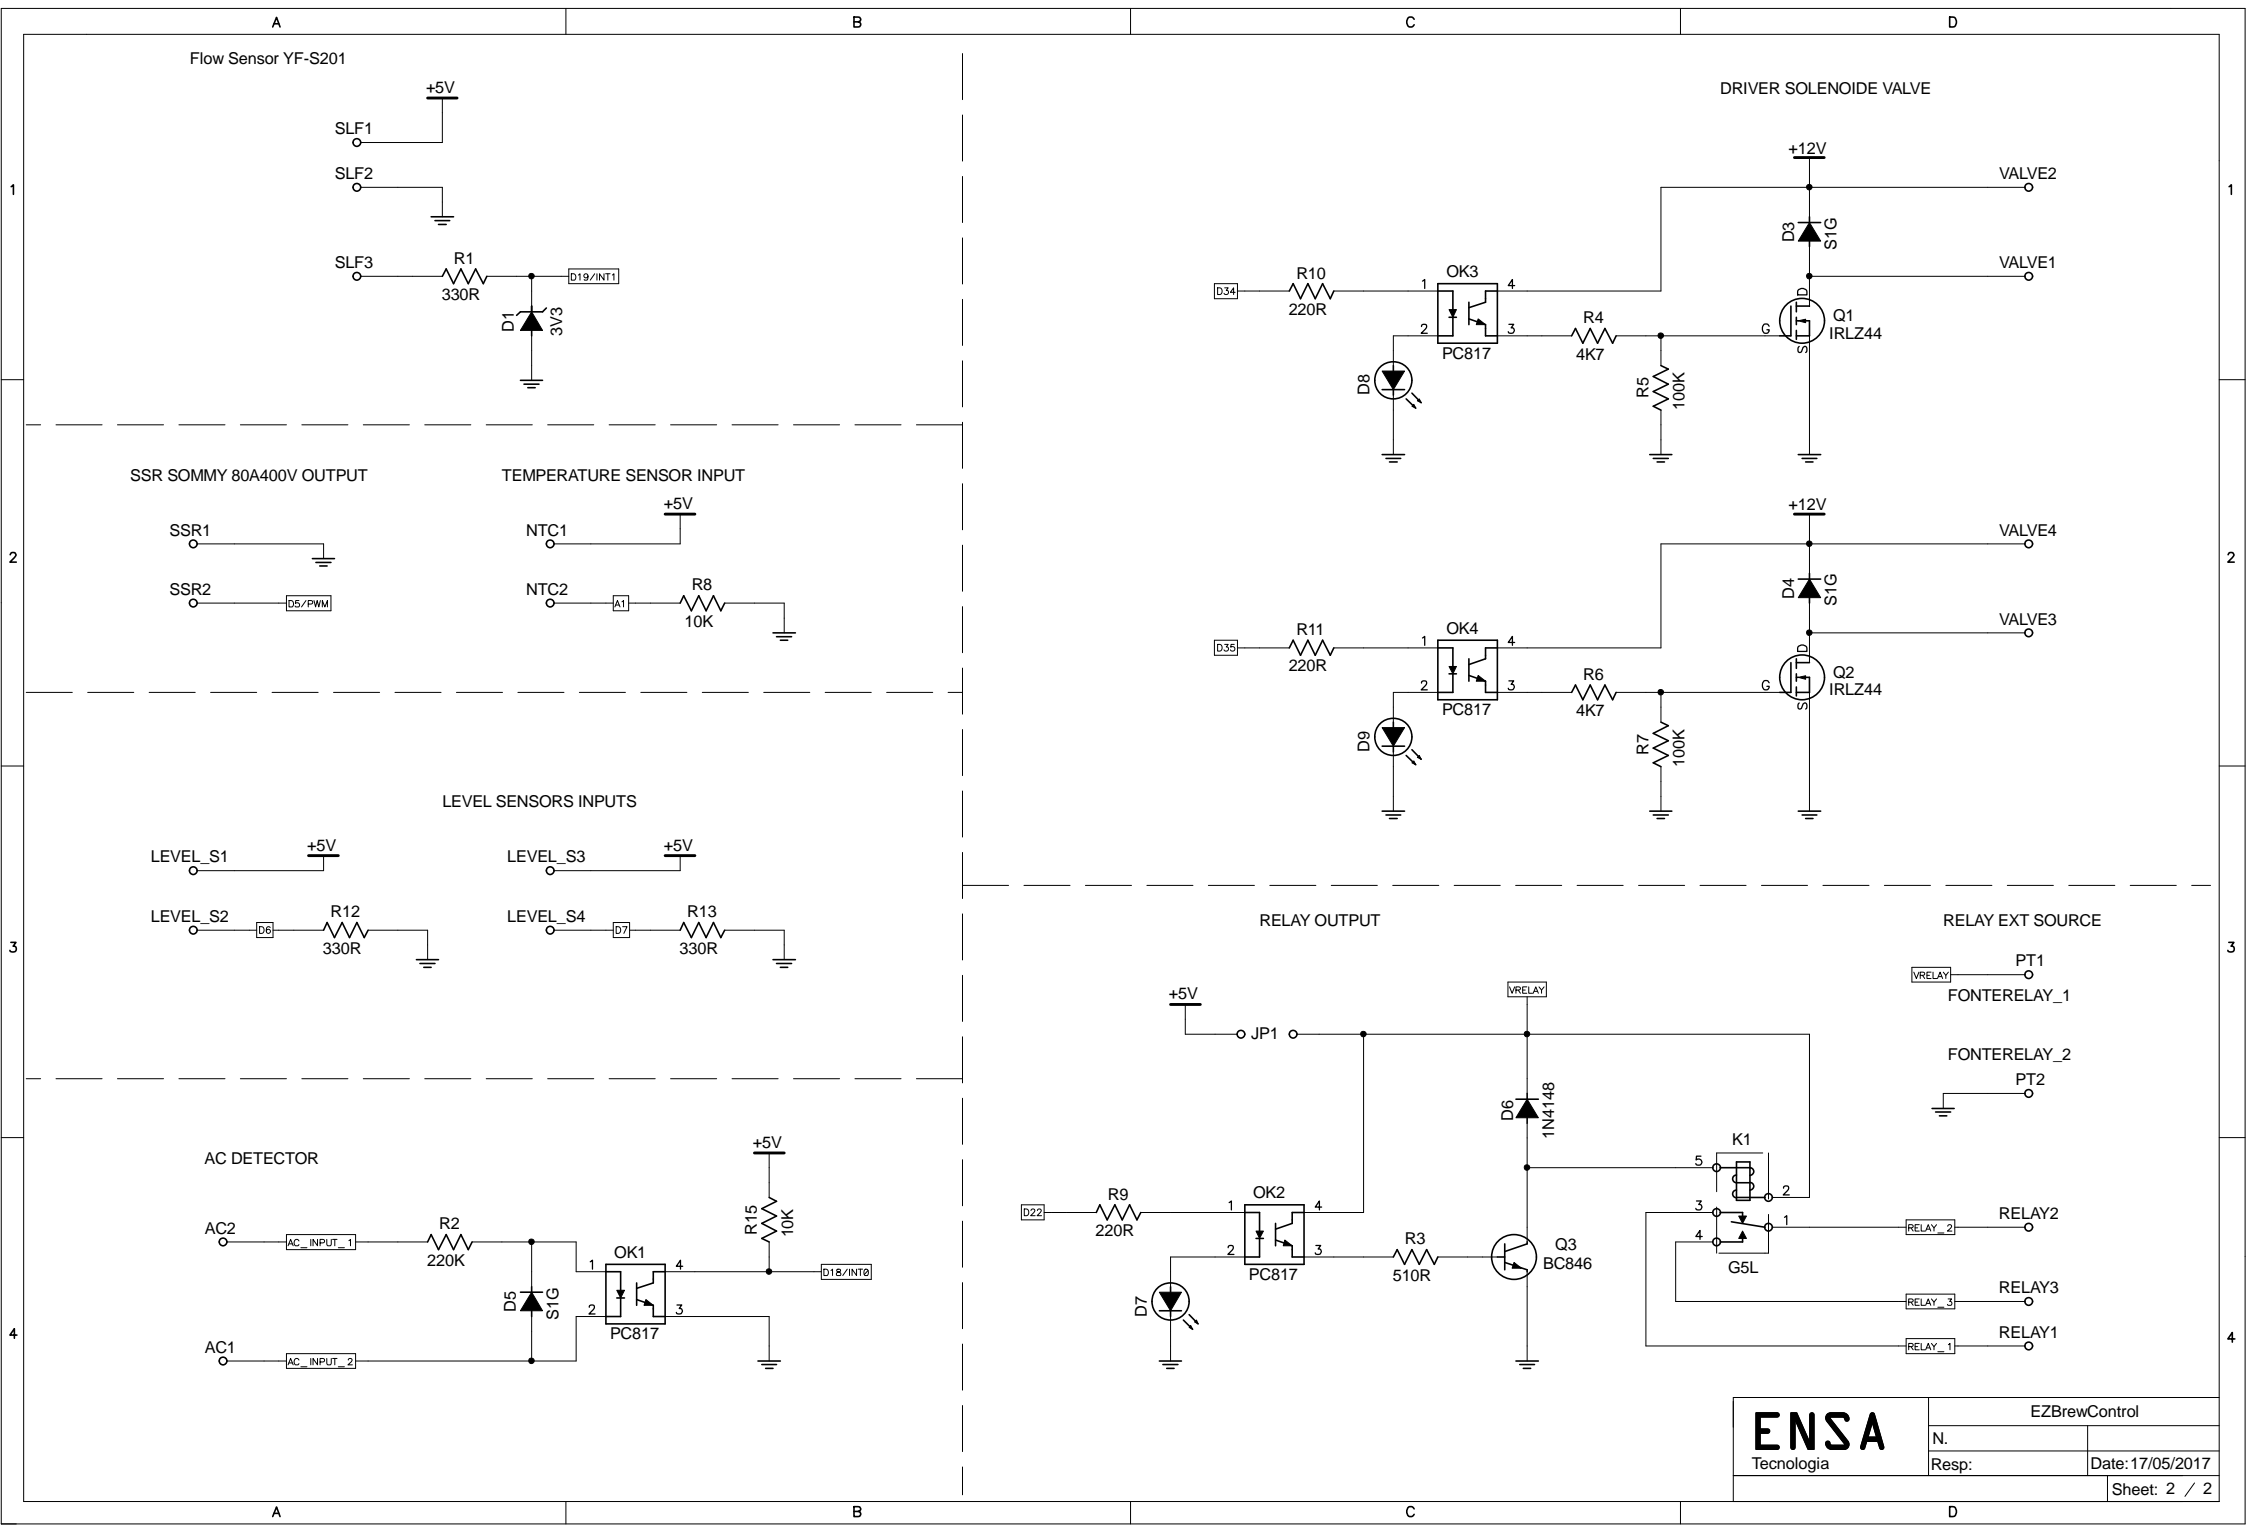 A
B
C
D
Flow Sensor YF-S201
+5V
SLF1
SLF2
SLF3
R1
330R
D19/INT1
D1
3V3
1
SSR SOMMY 80A400V OUTPUT
SSR1
SSR2
D5/PWM
TEMPERATURE SENSOR INPUT
+5V
NTC1
NTC2
A1
R8
10K
2
LEVEL SENSORS INPUTS
LEVEL_S1
+5V
LEVEL_S2
D6
R12
330R
LEVEL_S3
+5V
LEVEL_S4
D7
R13
330R
3
AC DETECTOR
AC2
AC_INPUT_1
R2
220K
AC1
AC_INPUT_2
D5
S1G
OK1
1
2
4
3
PC817
+5V
R15
10K
D18/INT0
4
DRIVER SOLENOIDE VALVE
+12V
VALVE2
D3
S1G
VALVE1
D34
R10
220R
OK3
1
2
4
3
PC817
D8
R4
4K7
R5
100K
G
D
S
Q1
IRLZ44
1
+12V
VALVE4
D4
S1G
VALVE3
D35
R11
220R
OK4
1
2
4
3
PC817
D9
R6
4K7
R7
100K
G
D
S
Q2
IRLZ44
2
RELAY OUTPUT
+5V
JP1
VRELAY
D6
1N4148
D22
R9
220R
OK2
1
2
4
3
PC817
D7
R3
510R
Q3
BC846
K1
5
2
3
1
4
G5L
RELAY EXT SOURCE
VRELAY
PT1
FONTERELAY_1
FONTERELAY_2
PT2
3
RELAY_2
RELAY2
RELAY_3
RELAY3
RELAY_1
RELAY1
4
ENSA
Tecnologia
EZBrewControl
N.
Resp:
Date:17/05/2017
Sheet: 2 / 2
A
B
C
D